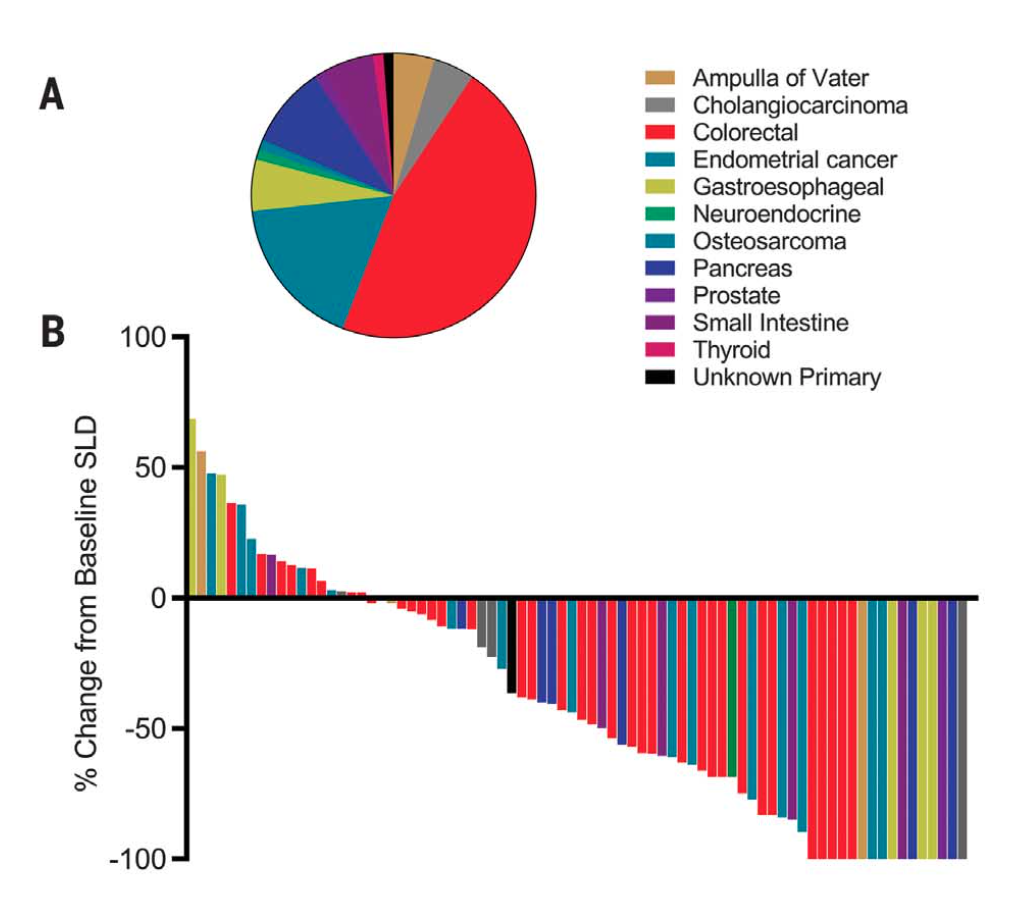 A
Ampulla of Vater
Cholangiocarcinoma
Colorectal
Endometrial cancer
Gastroesophageal
Neuroendocrine
Osteosarcoma
Pancreas
Prostate
Small Intestine
Thyroid
Unknown Primary
B
% Change from Baseline SLD
100
50
0
-50
-100